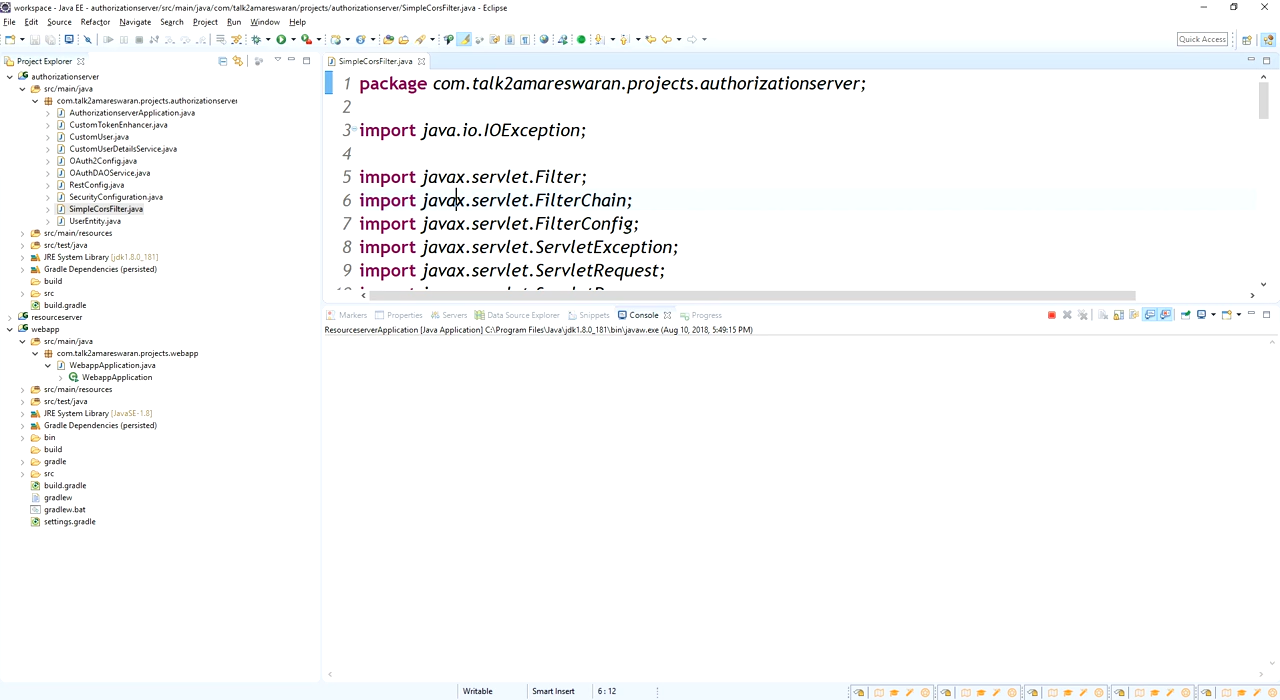 workspace - Java EE - authorizationserver/src/main/java/com/talk2amareswaran/projects/authorizationserver/SimpleCorsFilter.java - Eclipse
File Edit Source Refactor Navigate Search Project Run Window Help
Quick Access
Project Explorer
authorizationserver
src/main/java
com.talk2amareswaran.projects.authorizationserver
AuthorizationserverApplication.java
CustomTokenEnhancer.java
CustomUser.java
CustomUserDetailsService.java
OAuth2Config.java
OAuthDAOService.java
RestConfig.java
SecurityConfiguration.java
SimpleCorsFilter.java
UserEntity.java
src/main/resources
src/test/java
JRE System Library [jdk1.8.0_181]
Gradle Dependencies (persisted)
build
src
build.gradle
resourceserver
webapp
src/main/java
com.talk2amareswaran.projects.webapp
WebappApplication.java
WebappApplication
src/main/resources
src/test/java
JRE System Library [JavaSE-1.8]
Gradle Dependencies (persisted)
bin
build
gradle
src
build.gradle
gradlew
gradlew.bat
settings.gradle
SimpleCorsFilter.java
1 package com.talk2amareswaran.projects.authorizationserver;
2
3 import java.io.IOException;
4
5 import javax.servlet.Filter;
6 import javax.servlet.FilterChain;
7 import javax.servlet.FilterConfig;
8 import javax.servlet.ServletException;
9 import javax.servlet.ServletRequest;
Markers Properties Servers Data Source Explorer Snippets Console Progress
ResourceserverApplication [Java Application] C:\Program Files\Java\jdk1.8.0_181\bin\javaw.exe (Aug 10, 2018, 5:49:15 PM)
Writable Smart Insert 6 : 12